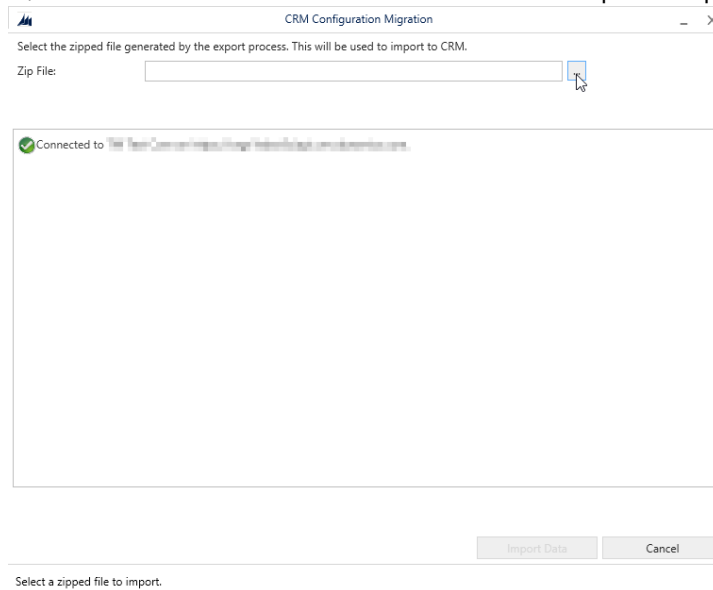 CRM Configuration Migration
Select the zipped file generated by the export process. This will be used to import to CRM.
Zip File:
...
Connected to
Import Data
Cancel
Select a zipped file to import.